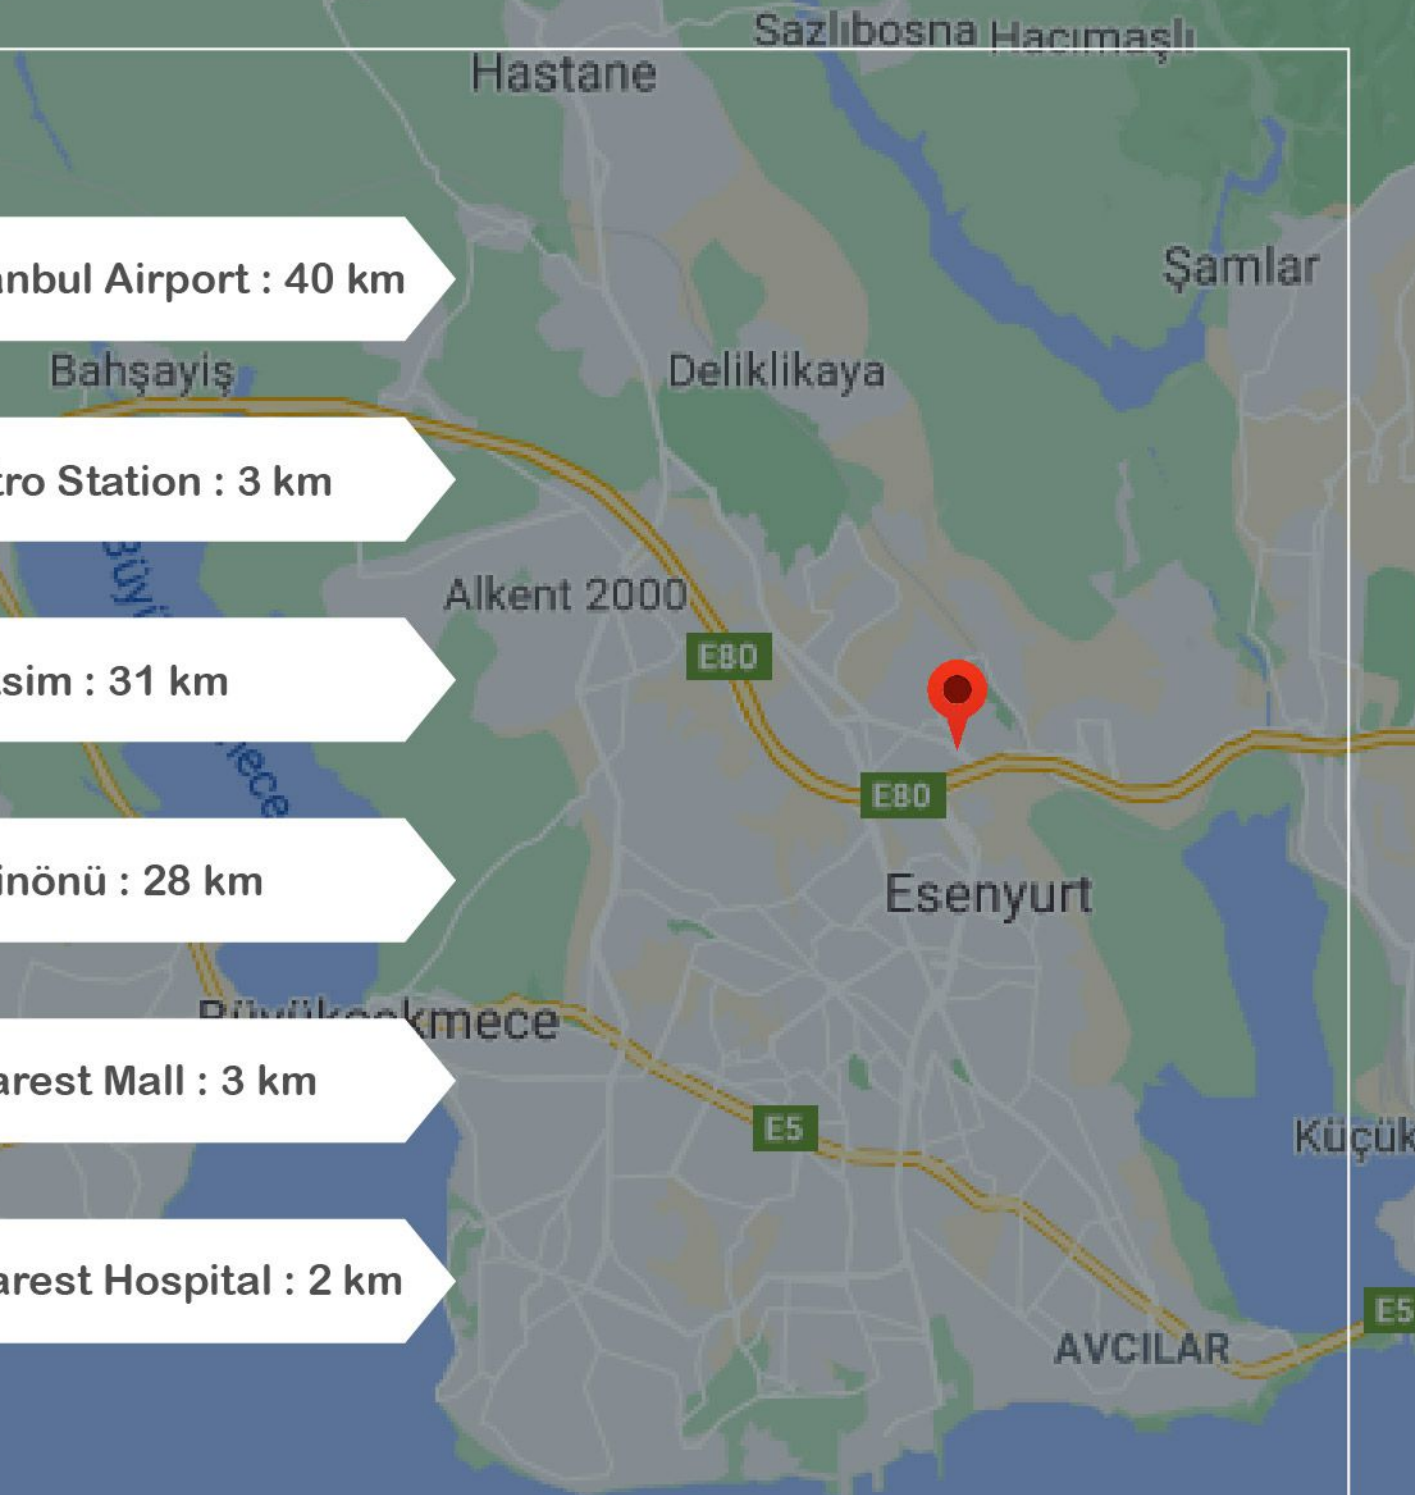 Sazlıbosna Hacımaşlı
Hastane
Şamlar
anbul Airport : 40 km
Bahşayiş
Deliklikaya
tro Station : 3 km
Alkent 2000
E80
sim : 31 km
E80
inönü : 28 km
Esenyurt
Büyükçekmece
arest Mall : 3 km
E5
Küçük
arest Hospital : 2 km
E5
AVCILAR